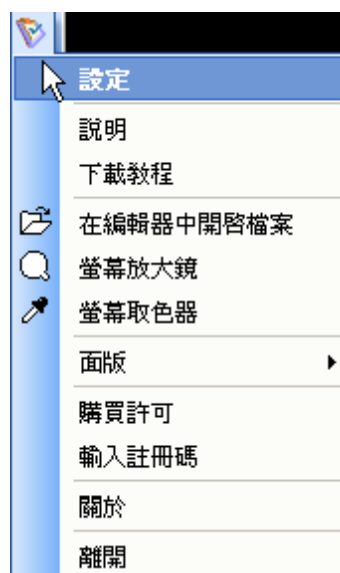 設定
說明
下載教程
在編輯器中開啓檔案
螢幕放大鏡
螢幕取色器
面版
購買許可
輸入註冊碼
關於
離開